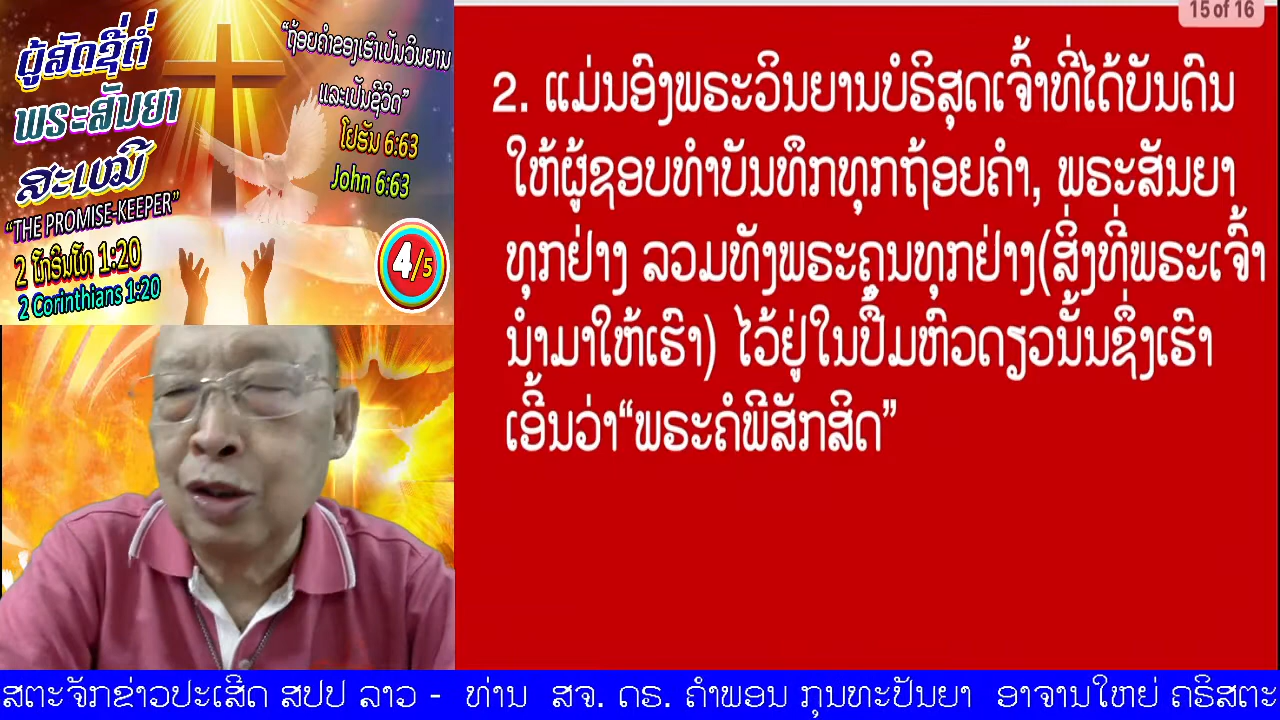 ຜູ້ສັດຊື່ຕໍ່
ພຣະສັນຍາ
ສະເໝີ
“THE PROMISE-KEEPER”
2 ໂກຣິນໂທ 1:20
2 Corinthians 1:20
“ຖ້ອຍຄຳຂອງເຮົາເປັນວິນຍານ
ແລະເປັນຊີວິດ”
ໂຢຮັນ 6:63
John 6:63
4/5
15 of 16
2. ແມ່ນອົງພຣະວິນຍານບໍຣິສຸດເຈົ້າທີ່ໄດ້ບັນດົນ
ໃຫ້ຜູ້ຊອບທຳບັນທຶກທຸກຖ້ອຍຄຳ, ພຣະສັນຍາ
ທຸກຢ່າງ ລວມທັງພຣະຄຸນທຸກຢ່າງ(ສິ່ງທີ່ພຣະເຈົ້າ
ນຳມາໃຫ້ເຮົາ) ໄວ້ຢູ່ໃນປື້ມຫົວດຽວນັ້ນຊຶ່ງເຮົາ
ເອີ້ນວ່າ“ພຣະຄຳພີສັກສິດ”
ສຕະຈັກຂ່າວປະເສີດ ສປປ ລາວ - ທ່ານ ສຈ. ດຣ. ຄຳພອນ ກຸນທະປັນຍາ ອາຈານໃຫຍ່ ຄຣິສຕະ